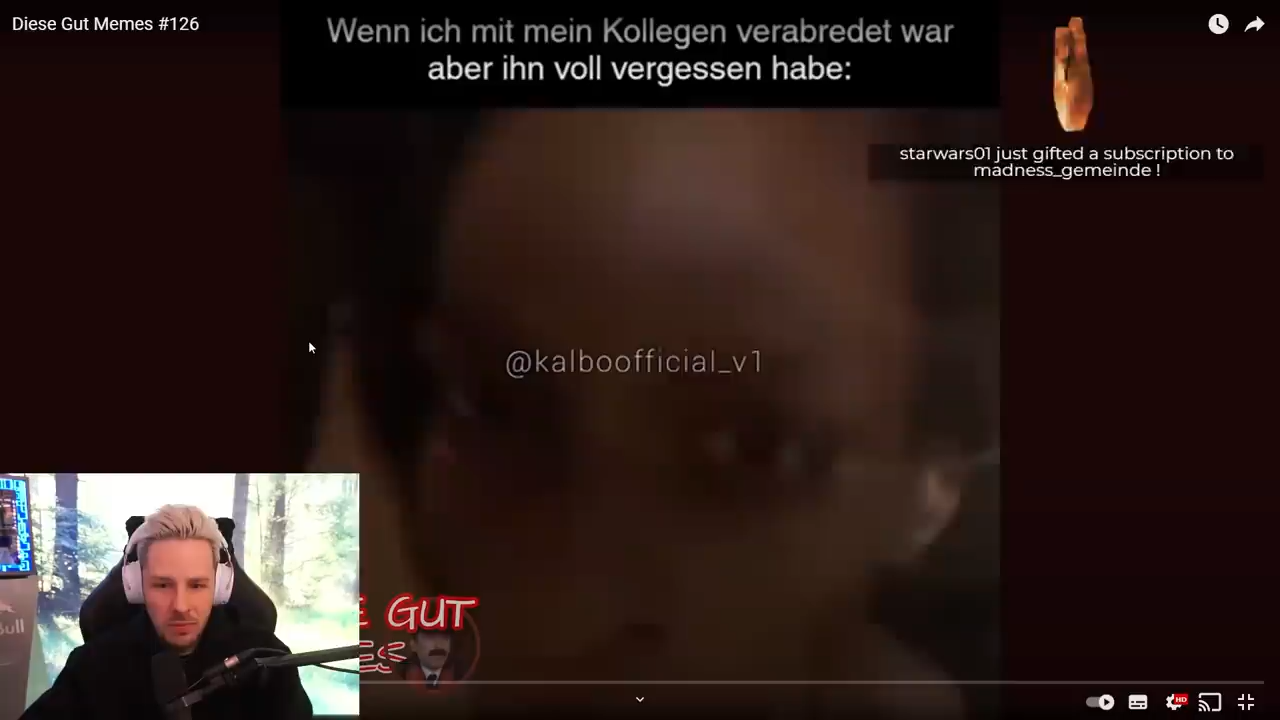 Diese Gut Memes #126
Wenn ich mit mein Kollegen verabredet war
aber ihn voll vergessen habe:
starwars01 just gifted a subscription to
madness_gemeinde !
@kalboofficial_v1
GUT
HD